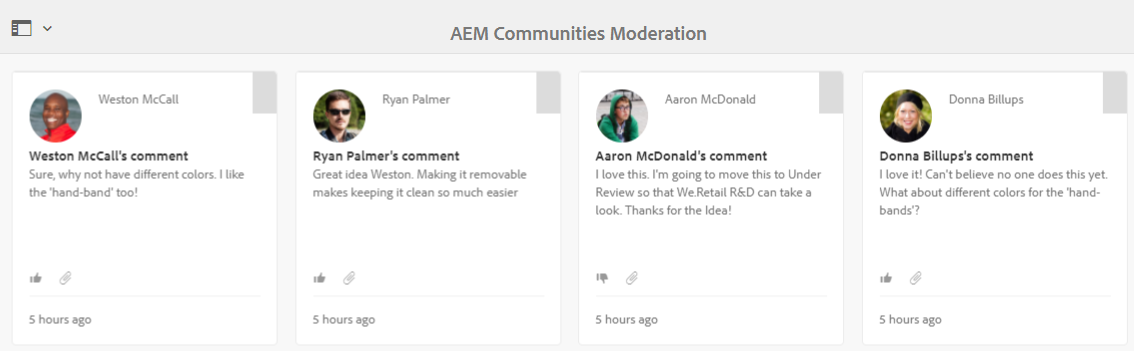 AEM Communities Moderation
Weston McCall
Weston McCall's comment
Sure, why not have different colors. I like
the 'hand-band' too!
5 hours ago
Ryan Palmer
Ryan Palmer's comment
Great idea Weston. Making it removable
makes keeping it clean so much easier
5 hours ago
Aaron McDonald
Aaron McDonald's comment
I love this. I'm going to move this to Under
Review so that We.Retail R&D can take a
look. Thanks for the Idea!
5 hours ago
Donna Billups
Donna Billups's comment
I love it! Can't believe no one does this yet.
What about different colors for the 'hand-
bands'?
5 hours ago